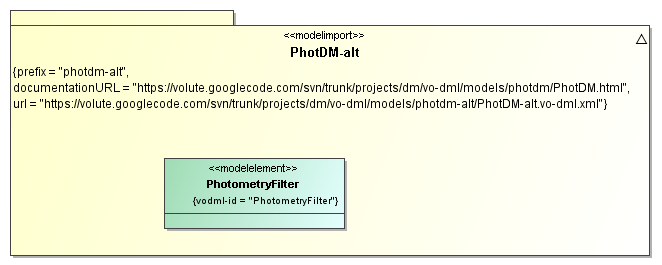 <<modelimport>>
PhotDM-alt
{prefix = "photdm-alt",
documentationURL = "https://volute.googlecode.com/svn/trunk/projects/dm/vo-dml/models/photdm/PhotDM.html",
url = "https://volute.googlecode.com/svn/trunk/projects/dm/vo-dml/models/photdm-alt/PhotDM-alt.vo-dml.xml"}
<<modelelement>>
PhotometryFilter
{vodml-id = "PhotometryFilter"}